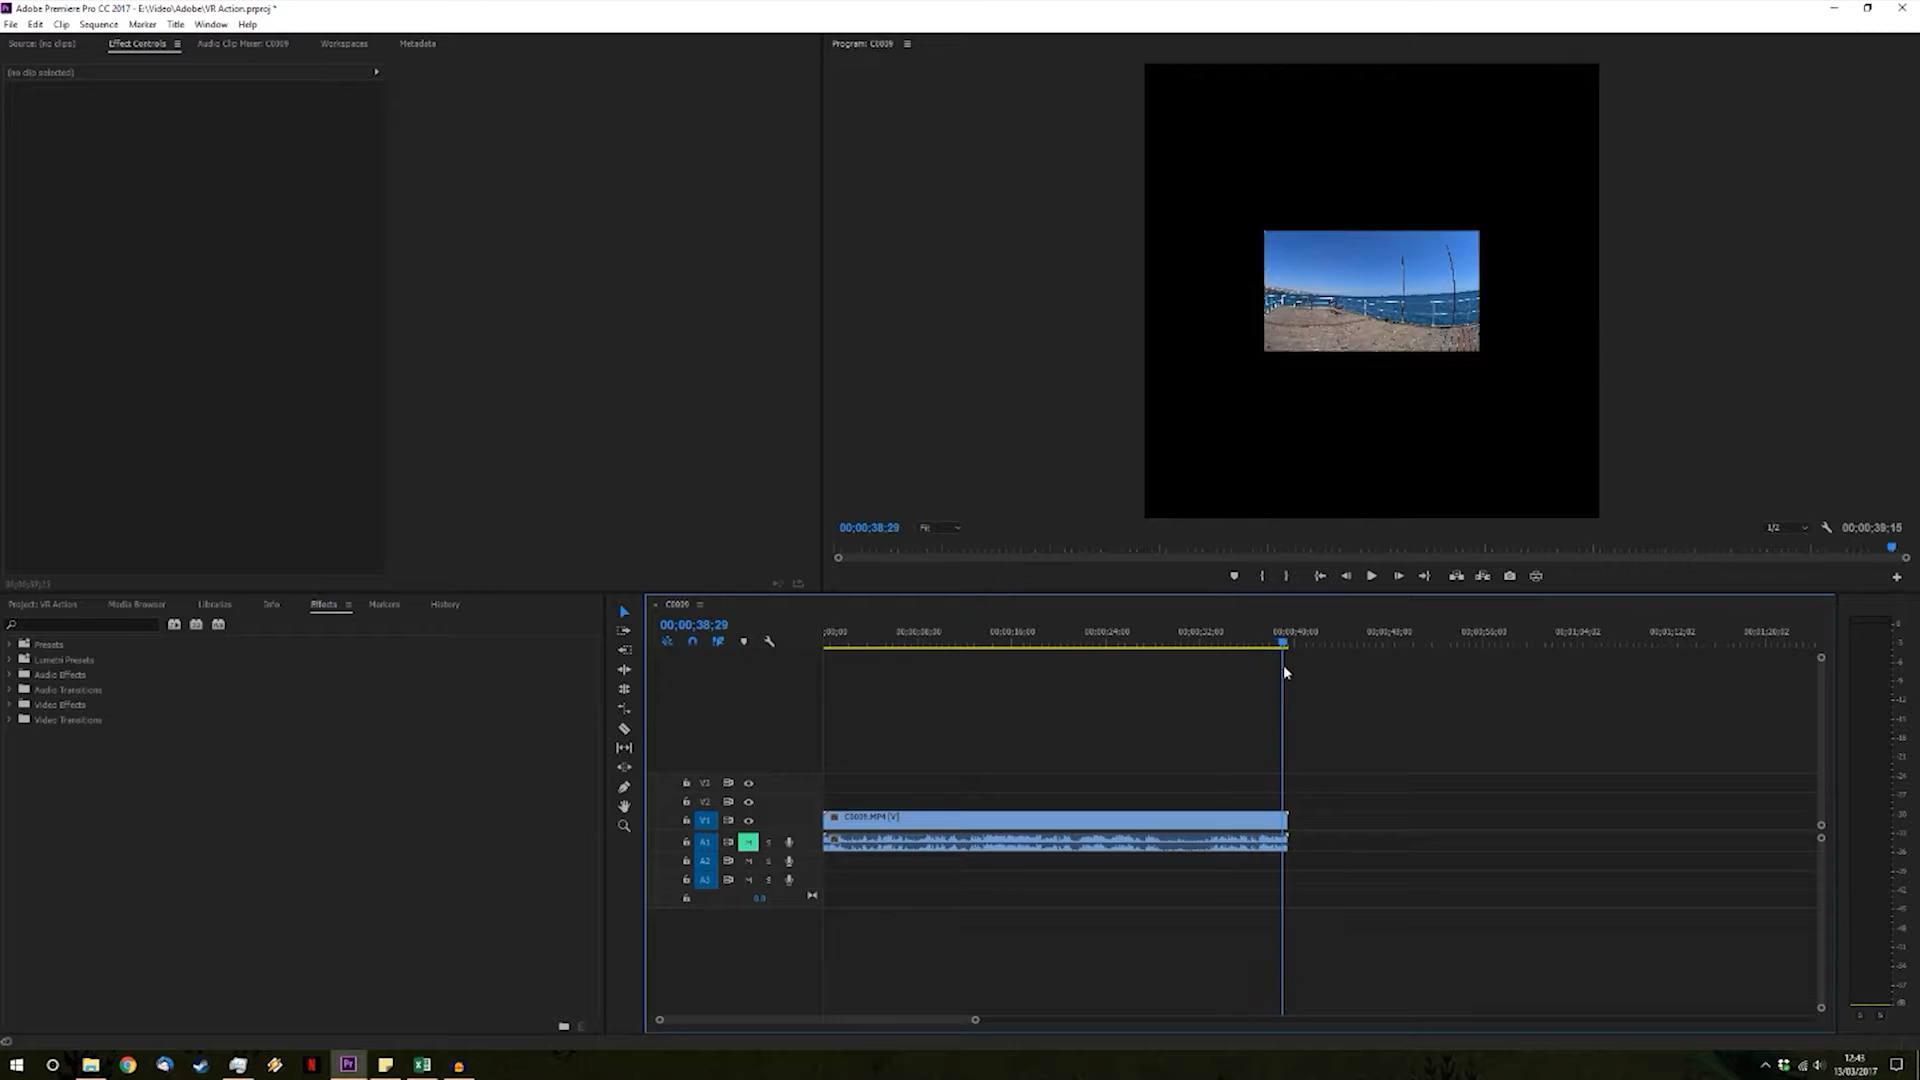 Adobe Premiere Pro CC 2017 - E:\Video\Adobe\VR Action.prproj *
File Edit Clip Sequence Marker Title Window Help
Source: (no clips) Effect Controls Audio Clip Mixer: C0009 Workspaces Metadata
Program: C0009
(no clip selected)
00;00;38;29 Fit 1/2 00;00;39;15
Project: VR Action Media Browser Libraries Info Effects Markers History
C0009
00;00;38;29
;00;00 00;00;08;00 00;00;16;00 00;00;24;00 00;00;32;00 00;00;40;00 00;00;48;00 00;00;56;00 00;01;04;02 00;01;12;02 00;01;20;02
Presets
Lumetri Presets
Audio Effects
Audio Transitions
Video Effects
Video Transitions
V3
V2
V1 C0009.MP4 [V]
A1 M S
A2 M S
A3 M S
0.0
S S
12:43
13/03/2017